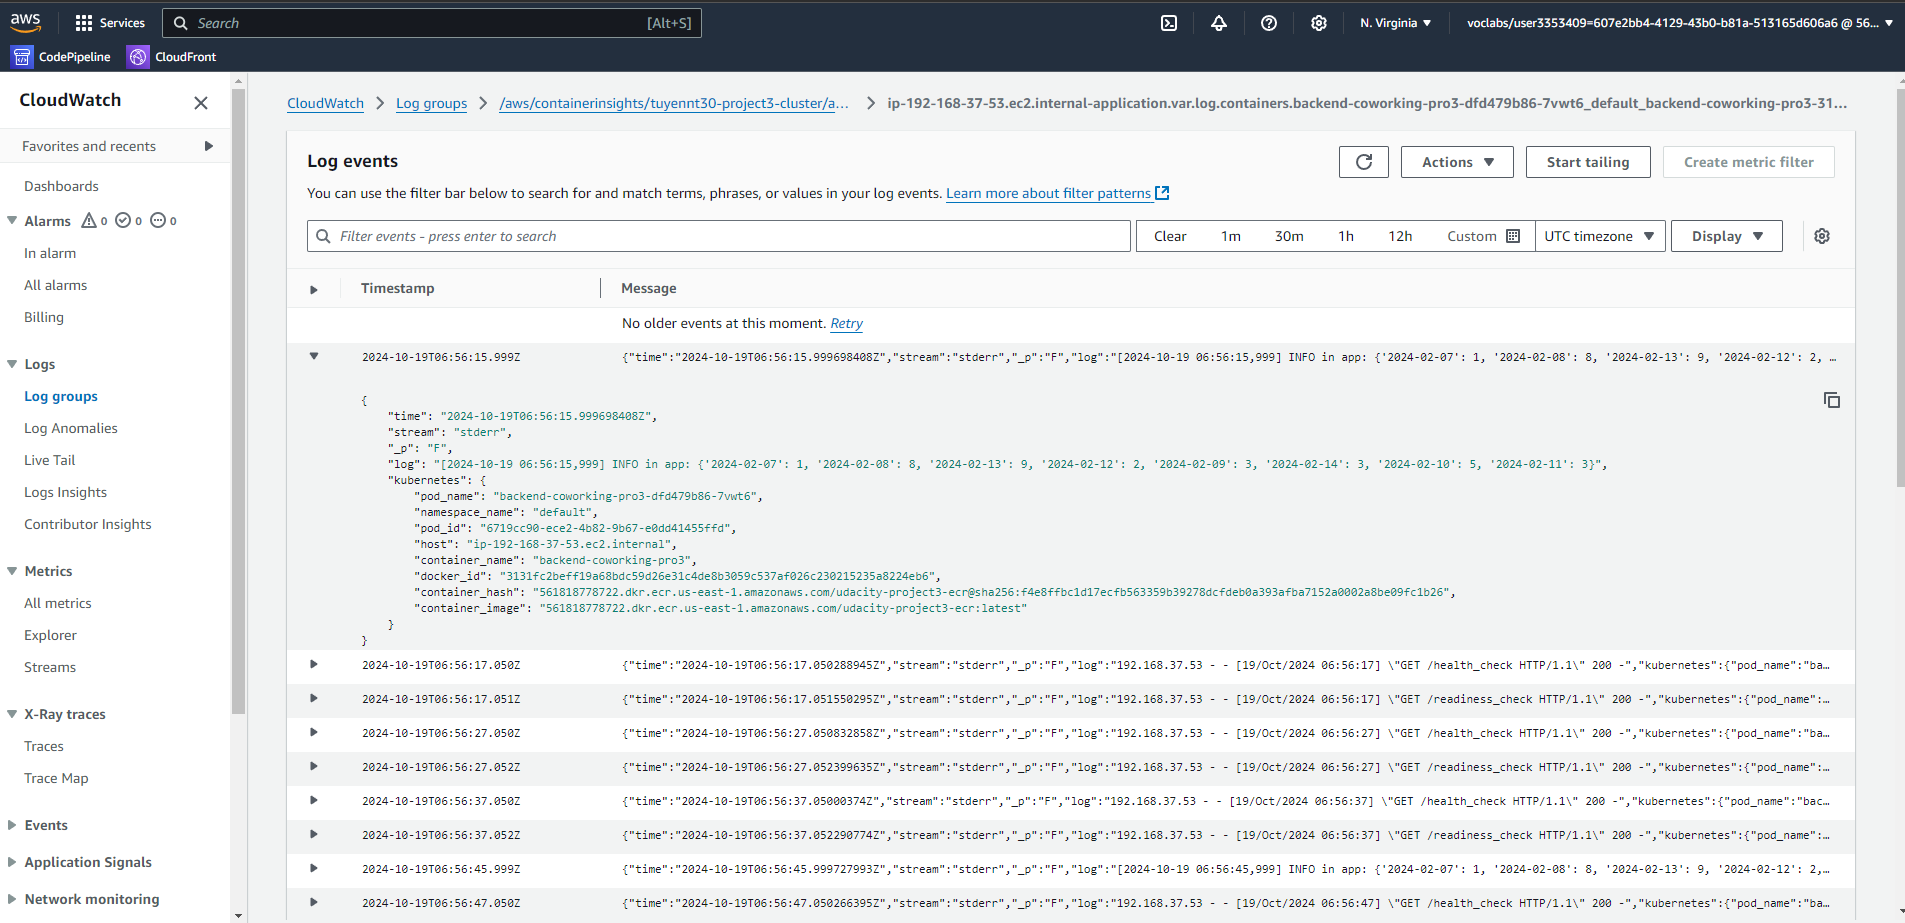 aws
Services
Search
[Alt+S]
N. Virginia
voclabs/user3353409=607e2bb4-4129-43b0-b81a-513165d606a6 @ 56...
CodePipeline
CloudFront
CloudWatch
Favorites and recents
Dashboards
Alarms 0 0 0
In alarm
All alarms
Billing
Logs
Log groups
Log Anomalies
Live Tail
Logs Insights
Contributor Insights
Metrics
All metrics
Explorer
Streams
X-Ray traces
Traces
Trace Map
Events
Application Signals
Network monitoring
CloudWatch
Log groups
/aws/containerinsights/tuyennt30-project3-cluster/a...
ip-192-168-37-53.ec2.internal-application.var.log.containers.backend-coworking-pro3-dfd479b86-7vwt6_default_backend-coworking-pro3-31...
Log events
Actions
Start tailing
Create metric filter
You can use the filter bar below to search for and match terms, phrases, or values in your log events. Learn more about filter patterns
Filter events - press enter to search
Clear
1m
30m
1h
12h
Custom
UTC timezone
Display
Timestamp
Message
No older events at this moment. Retry
2024-10-19T06:56:15.999Z {"time":"2024-10-19T06:56:15.999698408Z","stream":"stderr","_p":"F","log":"[2024-10-19 06:56:15,999] INFO in app: {'2024-02-07': 1, '2024-02-08': 8, '2024-02-13': 9, '2024-02-12': 2, …
{
"time": "2024-10-19T06:56:15.999698408Z",
"stream": "stderr",
"_p": "F",
"log": "[2024-10-19 06:56:15,999] INFO in app: {'2024-02-07': 1, '2024-02-08': 8, '2024-02-13': 9, '2024-02-12': 2, '2024-02-09': 3, '2024-02-14': 3, '2024-02-10': 5, '2024-02-11': 3}",
"kubernetes": {
"pod_name": "backend-coworking-pro3-dfd479b86-7vwt6",
"namespace_name": "default",
"pod_id": "6719cc90-ece2-4b82-9b67-e0dd41455ffd",
"host": "ip-192-168-37-53.ec2.internal",
"container_name": "backend-coworking-pro3",
"docker_id": "3131fc2beff19a68bdc59d26e31c4de8b3059c537af026c230215235a8224eb6",
"container_hash": "561818778722.dkr.ecr.us-east-1.amazonaws.com/udacity-project3-ecr@sha256:f4e8ffbc1d17ecfb563359b39278dcfdeb0a393afba7152a0002a8be09fc1b26",
"container_image": "561818778722.dkr.ecr.us-east-1.amazonaws.com/udacity-project3-ecr:latest"
}
}
2024-10-19T06:56:17.050Z {"time":"2024-10-19T06:56:17.050288945Z","stream":"stderr","_p":"F","log":"192.168.37.53 - - [19/Oct/2024 06:56:17] \"GET /health_check HTTP/1.1\" 200 -","kubernetes":{"pod_name":"ba…
2024-10-19T06:56:17.051Z {"time":"2024-10-19T06:56:17.051550295Z","stream":"stderr","_p":"F","log":"192.168.37.53 - - [19/Oct/2024 06:56:17] \"GET /readiness_check HTTP/1.1\" 200 -","kubernetes":{"pod_name":…
2024-10-19T06:56:27.050Z {"time":"2024-10-19T06:56:27.050832858Z","stream":"stderr","_p":"F","log":"192.168.37.53 - - [19/Oct/2024 06:56:27] \"GET /health_check HTTP/1.1\" 200 -","kubernetes":{"pod_name":"ba…
2024-10-19T06:56:27.052Z {"time":"2024-10-19T06:56:27.052399635Z","stream":"stderr","_p":"F","log":"192.168.37.53 - - [19/Oct/2024 06:56:27] \"GET /readiness_check HTTP/1.1\" 200 -","kubernetes":{"pod_name":…
2024-10-19T06:56:37.050Z {"time":"2024-10-19T06:56:37.05000374Z","stream":"stderr","_p":"F","log":"192.168.37.53 - - [19/Oct/2024 06:56:37] \"GET /health_check HTTP/1.1\" 200 -","kubernetes":{"pod_name":"bac…
2024-10-19T06:56:37.052Z {"time":"2024-10-19T06:56:37.052290774Z","stream":"stderr","_p":"F","log":"192.168.37.53 - - [19/Oct/2024 06:56:37] \"GET /readiness_check HTTP/1.1\" 200 -","kubernetes":{"pod_name":…
2024-10-19T06:56:45.999Z {"time":"2024-10-19T06:56:45.999727993Z","stream":"stderr","_p":"F","log":"[2024-10-19 06:56:45,999] INFO in app: {'2024-02-07': 1, '2024-02-08': 8, '2024-02-13': 9, '2024-02-12': 2,…
2024-10-19T06:56:47.050Z {"time":"2024-10-19T06:56:47.050266395Z","stream":"stderr","_p":"F","log":"192.168.37.53 - - [19/Oct/2024 06:56:47] \"GET /health_check HTTP/1.1\" 200 -","kubernetes":{"pod_name":"ba…